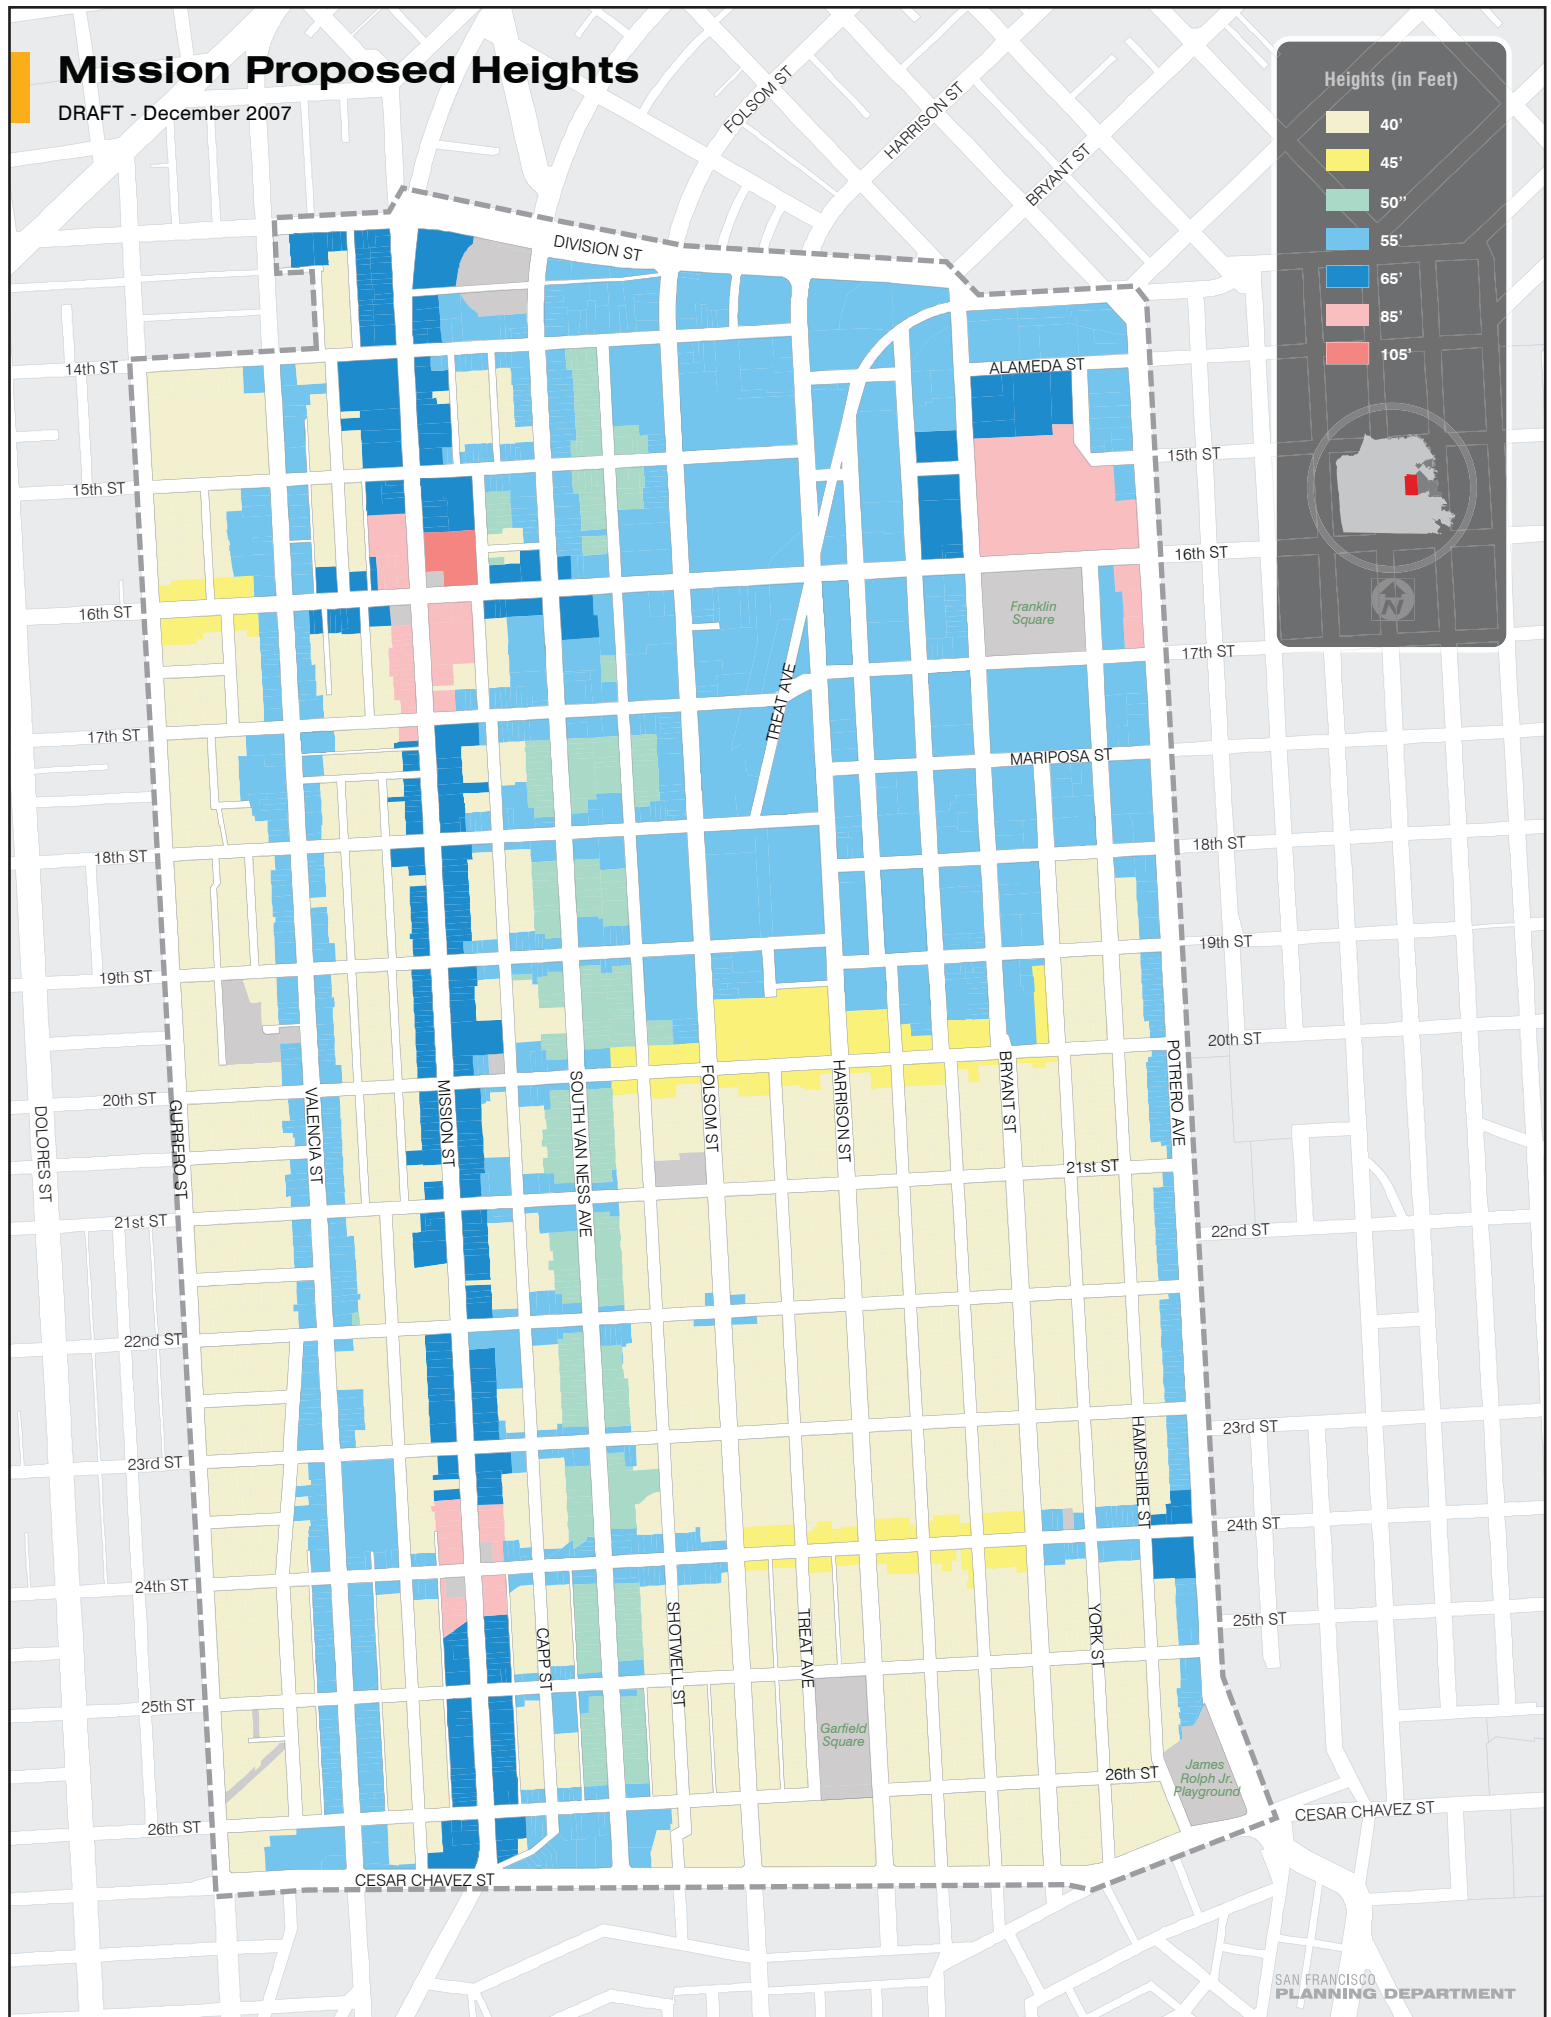 Mission Proposed Heights
DRAFT - December 2007
Heights (in Feet)
40’
45’
50’’
55’
65’
85’
105’
N
FOLSOM ST
HARRISON ST
BRYANT ST
DIVISION ST
ALAMEDA ST
14th ST
15th ST
15th ST
16th ST
16th ST
Franklin
Square
17th ST
17th ST
TREAT AVE
MARIPOSA ST
18th ST
18th ST
19th ST
19th ST
20th ST
20th ST
DOLORES ST
GURRERO ST
VALENCIA ST
MISSION ST
SOUTH VAN NESS AVE
FOLSOM ST
HARRISON ST
BRYANT ST
POTRERO AVE
21st ST
21st ST
22nd ST
22nd ST
23rd ST
23rd ST
HAMPSHIRE ST
24th ST
24th ST
CAPP ST
SHOTWELL ST
TREAT AVE
YORK ST
25th ST
25th ST
Garfield
Square
26th ST
James
Rolph Jr.
Playground
26th ST
CESAR CHAVEZ ST
CESAR CHAVEZ ST
SAN FRANCISCO
PLANNING DEPARTMENT